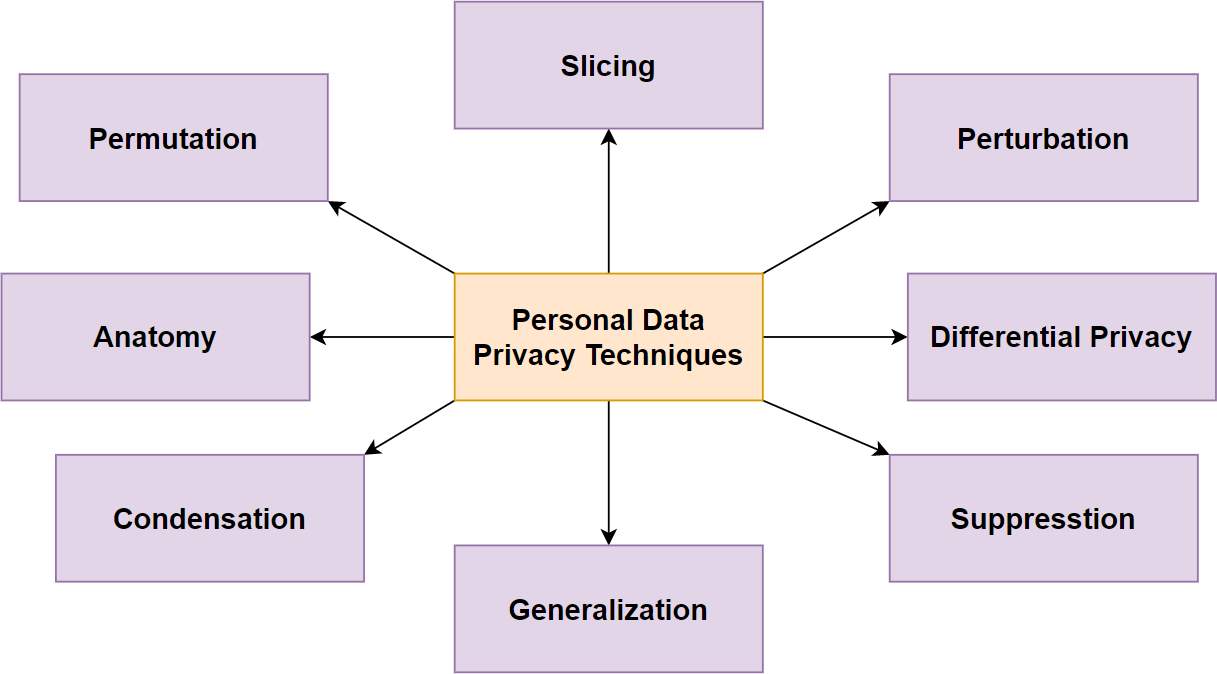 Slicing
Permutation
Perturbation
Personal Data
Privacy Techniques
Anatomy
Differential Privacy
Condensation
Suppresstion
Generalization